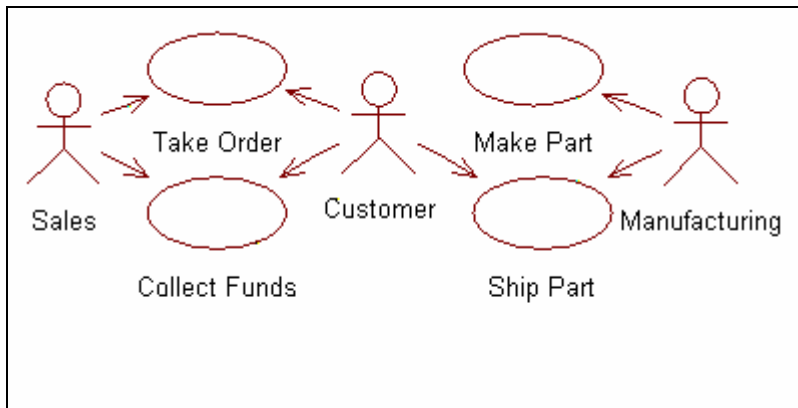 Take Order
Make Part
Sales
Customer
Manufacturing
Collect Funds
Ship Part